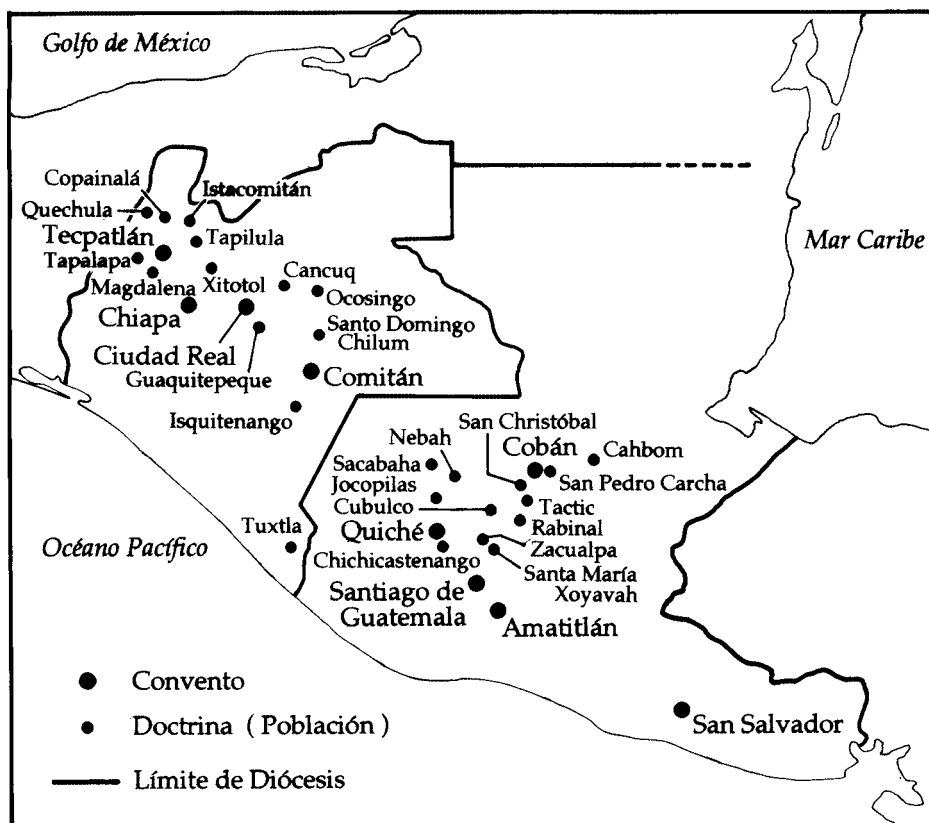 Golfo de México
Copainalá
Istacomitán
Quechula
Tecpatlán
Tapilula
Mar Caribe
Tapalapa
Cancuq
Magdalena
Xitotol
Ocosingo
Chiapa
Santo Domingo
Chilum
Ciudad Real
Guaquitepeque
Comitán
Isquitenango
San Christóbal
Nebah
Cobán
Cahbom
Sacabaha
San Pedro Carcha
Jocopilas
Cubulco
Tactic
Tuxtla
Quiché
Rabinal
Océano Pacífico
Zacualpa
Chichicastenango
Santa María
Xoyavah
Santiago de
Guatemala
Amatitlán
Convento
Doctrina ( Población )
San Salvador
Límite de Diócesis